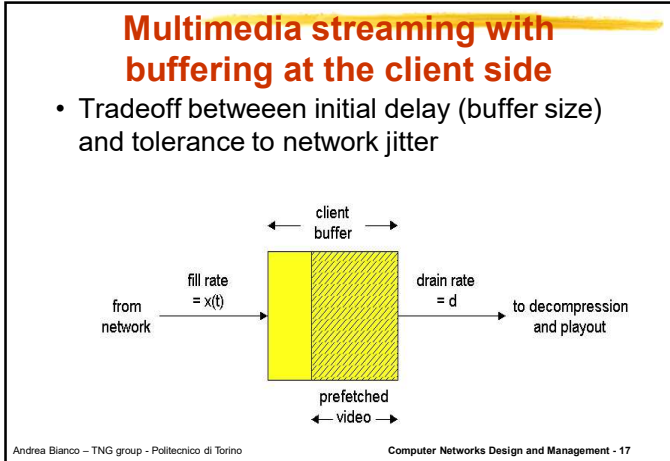 Multimedia streaming with
buffering at the client side
• Tradeoff betweeen initial delay (buffer size)
and tolerance to network jitter
client
buffer
fill rate
= x(t)
drain rate
= d
from
network
to decompression
and playout
prefetched
video
Andrea Bianco – TNG group - Politecnico di Torino
Computer Networks Design and Management - 17